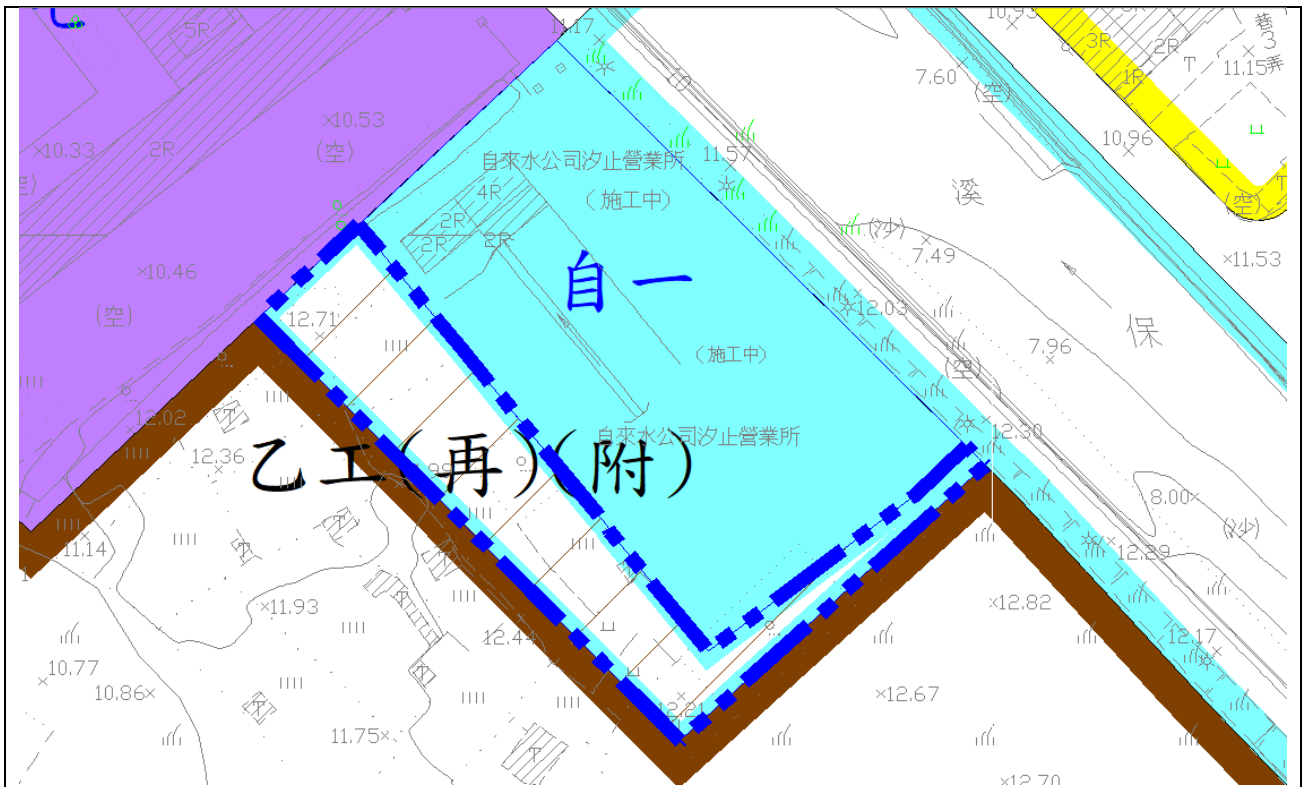 5R
11.17
10.93
3R
2R
1R
巷
3
弄
11.15
7.60
(空)
10.96
×10.53
(空)
×10.33
2R
自來水公司汐止營業所
11.57
(施工中)
4R
2R
2R
2R
溪
(沙)
7.49
(空)
×11.53
×10.46
(空)
自一
12.71
12.03
7.96
保
(施工中)
(空)
12.02
自來水公司汐止營業所
12.30
12.36
乙工(再)(附)
8.00×
(沙)
11.14
12.29
×11.93
×12.82
12.44
12.17
10.77
10.86×
×12.67
12.21
11.75×
×12.70